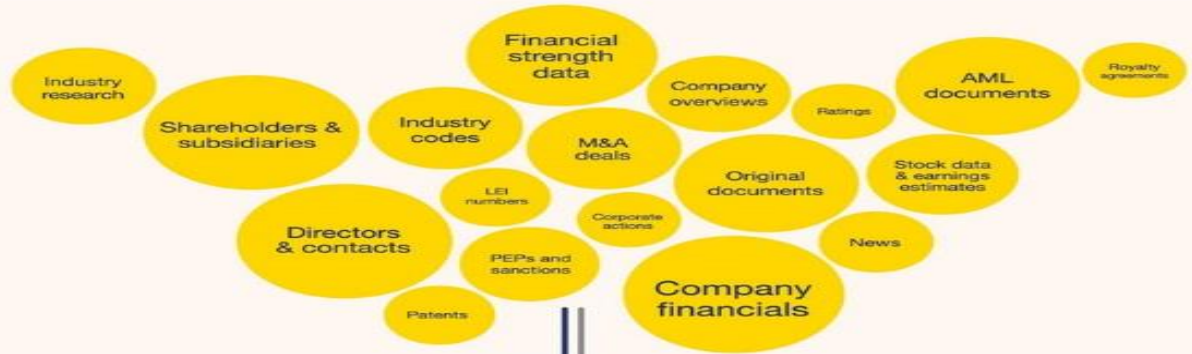 Industry
research
Shareholders &
subsidiaries
Financial
strength
data
Industry
codes
Company
overviews
M&A
deals
Ratings
AML
documents
Royalty
agreements
Original
documents
Stock data
& earnings
estimates
LEI
numbers
Corporate
actions
Directors
& contacts
PEPs and
sanctions
News
Company
financials
Patents